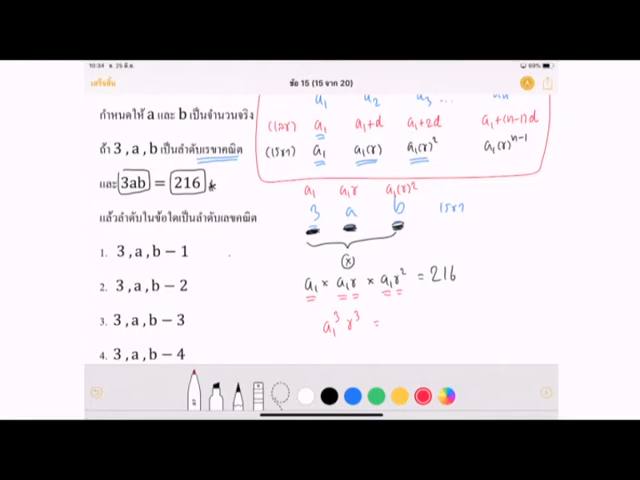 10:34 อ. 25 มี.ค. 69%
เสร็จสิ้น ข้อ 15 (15 จาก 20)
กำหนดให้ a และ b เป็นจำนวนจริง
ถ้า 3 , a , b เป็นลำดับเรขาคณิต
และ 3ab = 216
แล้วลำดับในข้อใดเป็นลำดับเลขคณิต
1. 3 , a , b − 1
2. 3 , a , b − 2
3. 3 , a , b − 3
4. 3 , a , b − 4
a₁ a₂ a₃ ...
(เลข) a₁ a₁+d a₁+2d a₁+(n-1)d
(เรขา) a₁ a₁(r) a₁(r)² a₁(r)ⁿ⁻¹
a₁ a₁r a₁(r)²
3 a b เรขา
(×)
a₁ × a₁r × a₁r² = 216
a₁³ r³ =